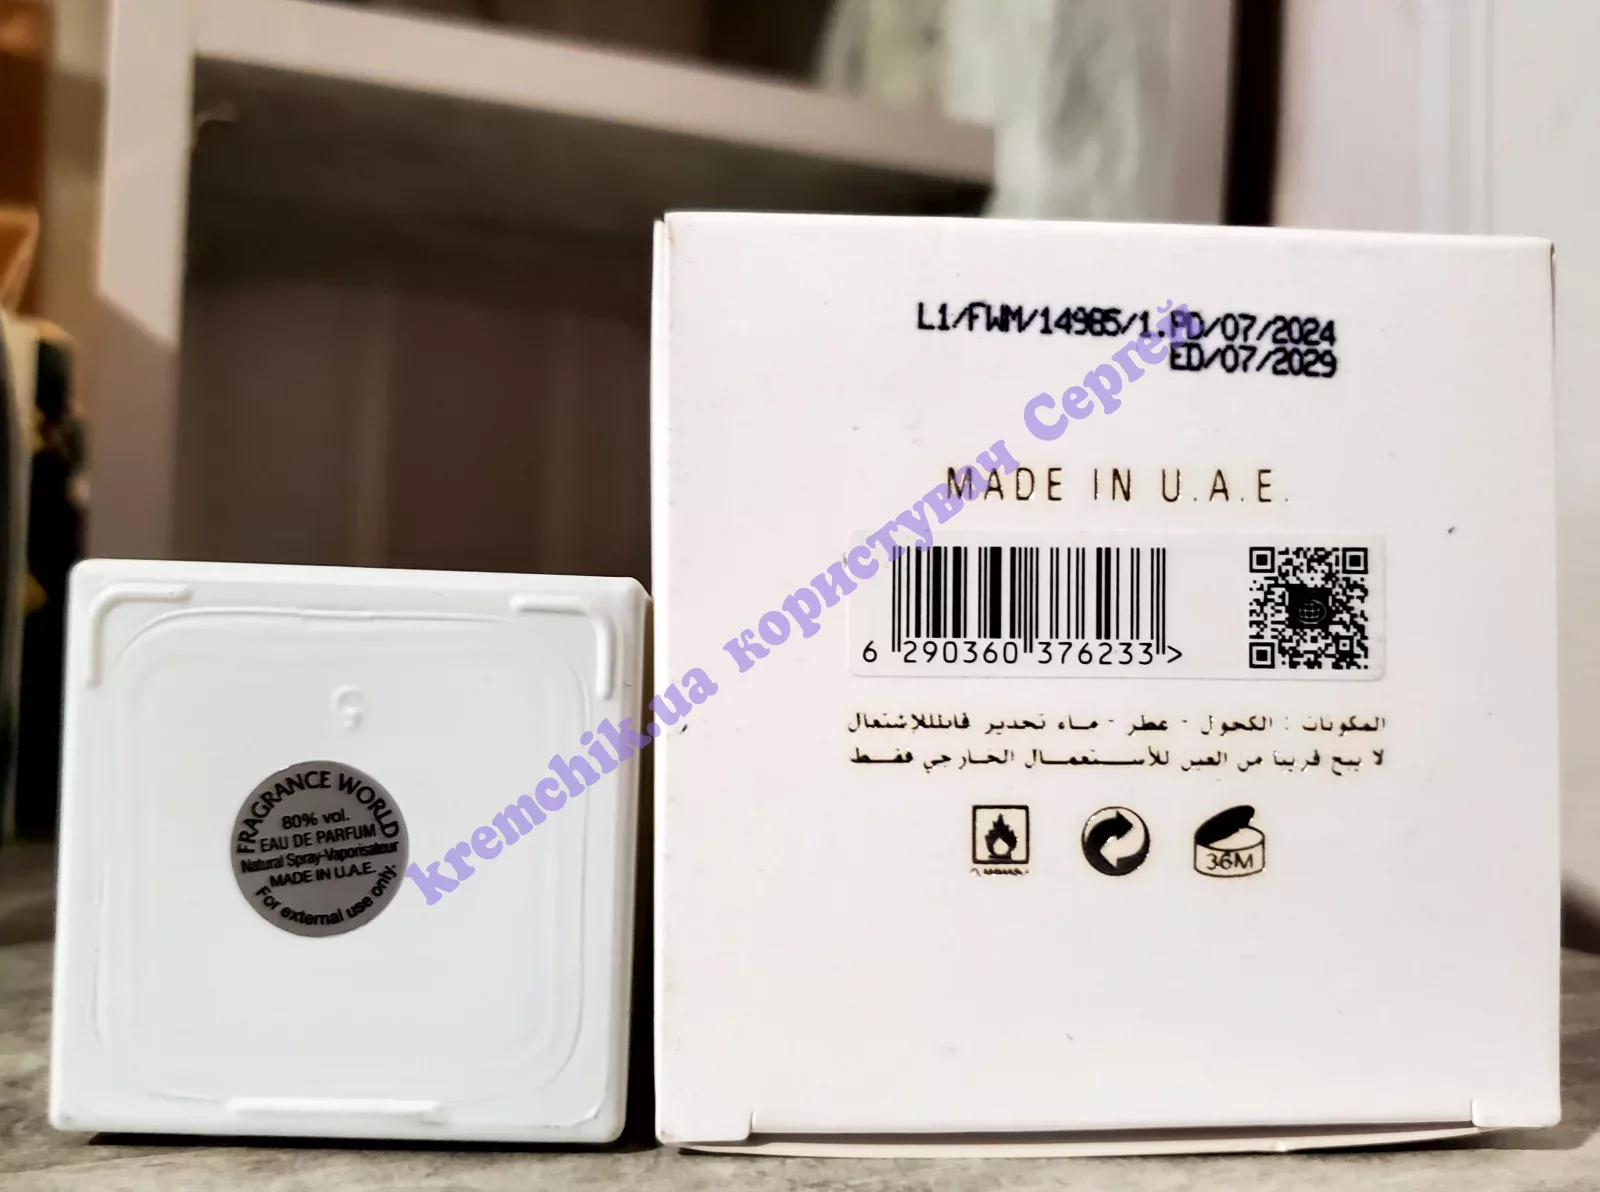 L1/FWM/14985/1.PD/07/2024
ED/07/2029
MADE IN U.A.E.
6 290360 376233 >
المكونات : الكحول - عطر - ماء تحذير قابلللإشتعال
لا يبع قريبا من العين للأستعمال الخارجي فقط
36M
9
FRAGRANCE WORLD
80% vol.
EAU DE PARFUM
Natural Spray-Vaporisateur
MADE IN U.A.E.
For external use only.
kremchik.ua користувач Сергей